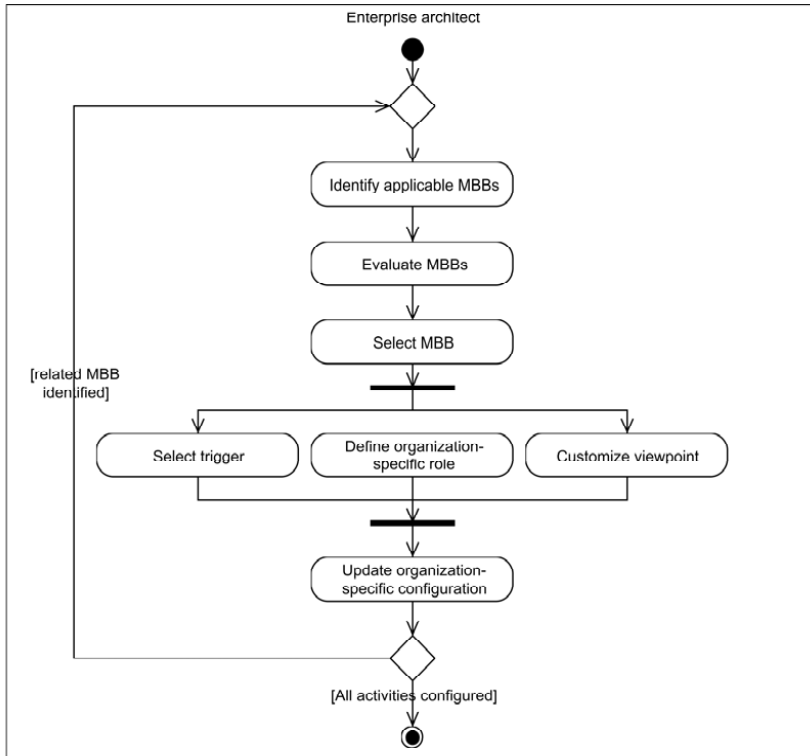 Enterprise architect
Identify applicable MBBs
Evaluate MBBs
Select MBB
[related MBB
identified]
Select trigger
Define organization-
specific role
Customize viewpoint
Update organization-
specific configuration
[All activities configured]